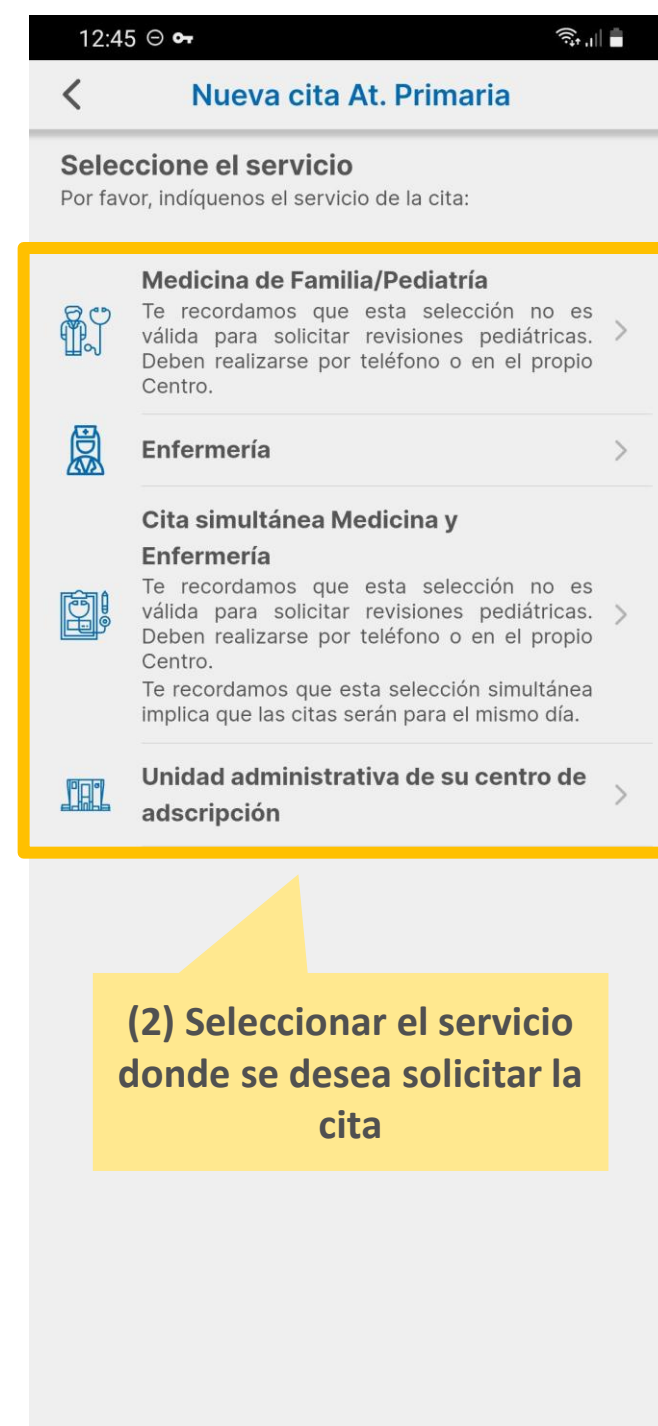 12:45
Nueva cita At. Primaria
Seleccione el servicio
Por favor, indíquenos el servicio de la cita:
Medicina de Familia/Pediatría
Te recordamos que esta selección no es
válida para solicitar revisiones pediátricas.
Deben realizarse por teléfono o en el propio
Centro.
Enfermería
Cita simultánea Medicina y
Enfermería
Te recordamos que esta selección no es
válida para solicitar revisiones pediátricas.
Deben realizarse por teléfono o en el propio
Centro.
Te recordamos que esta selección simultánea
implica que las citas serán para el mismo día.
Unidad administrativa de su centro de
adscripción
(2) Seleccionar el servicio
donde se desea solicitar la
cita